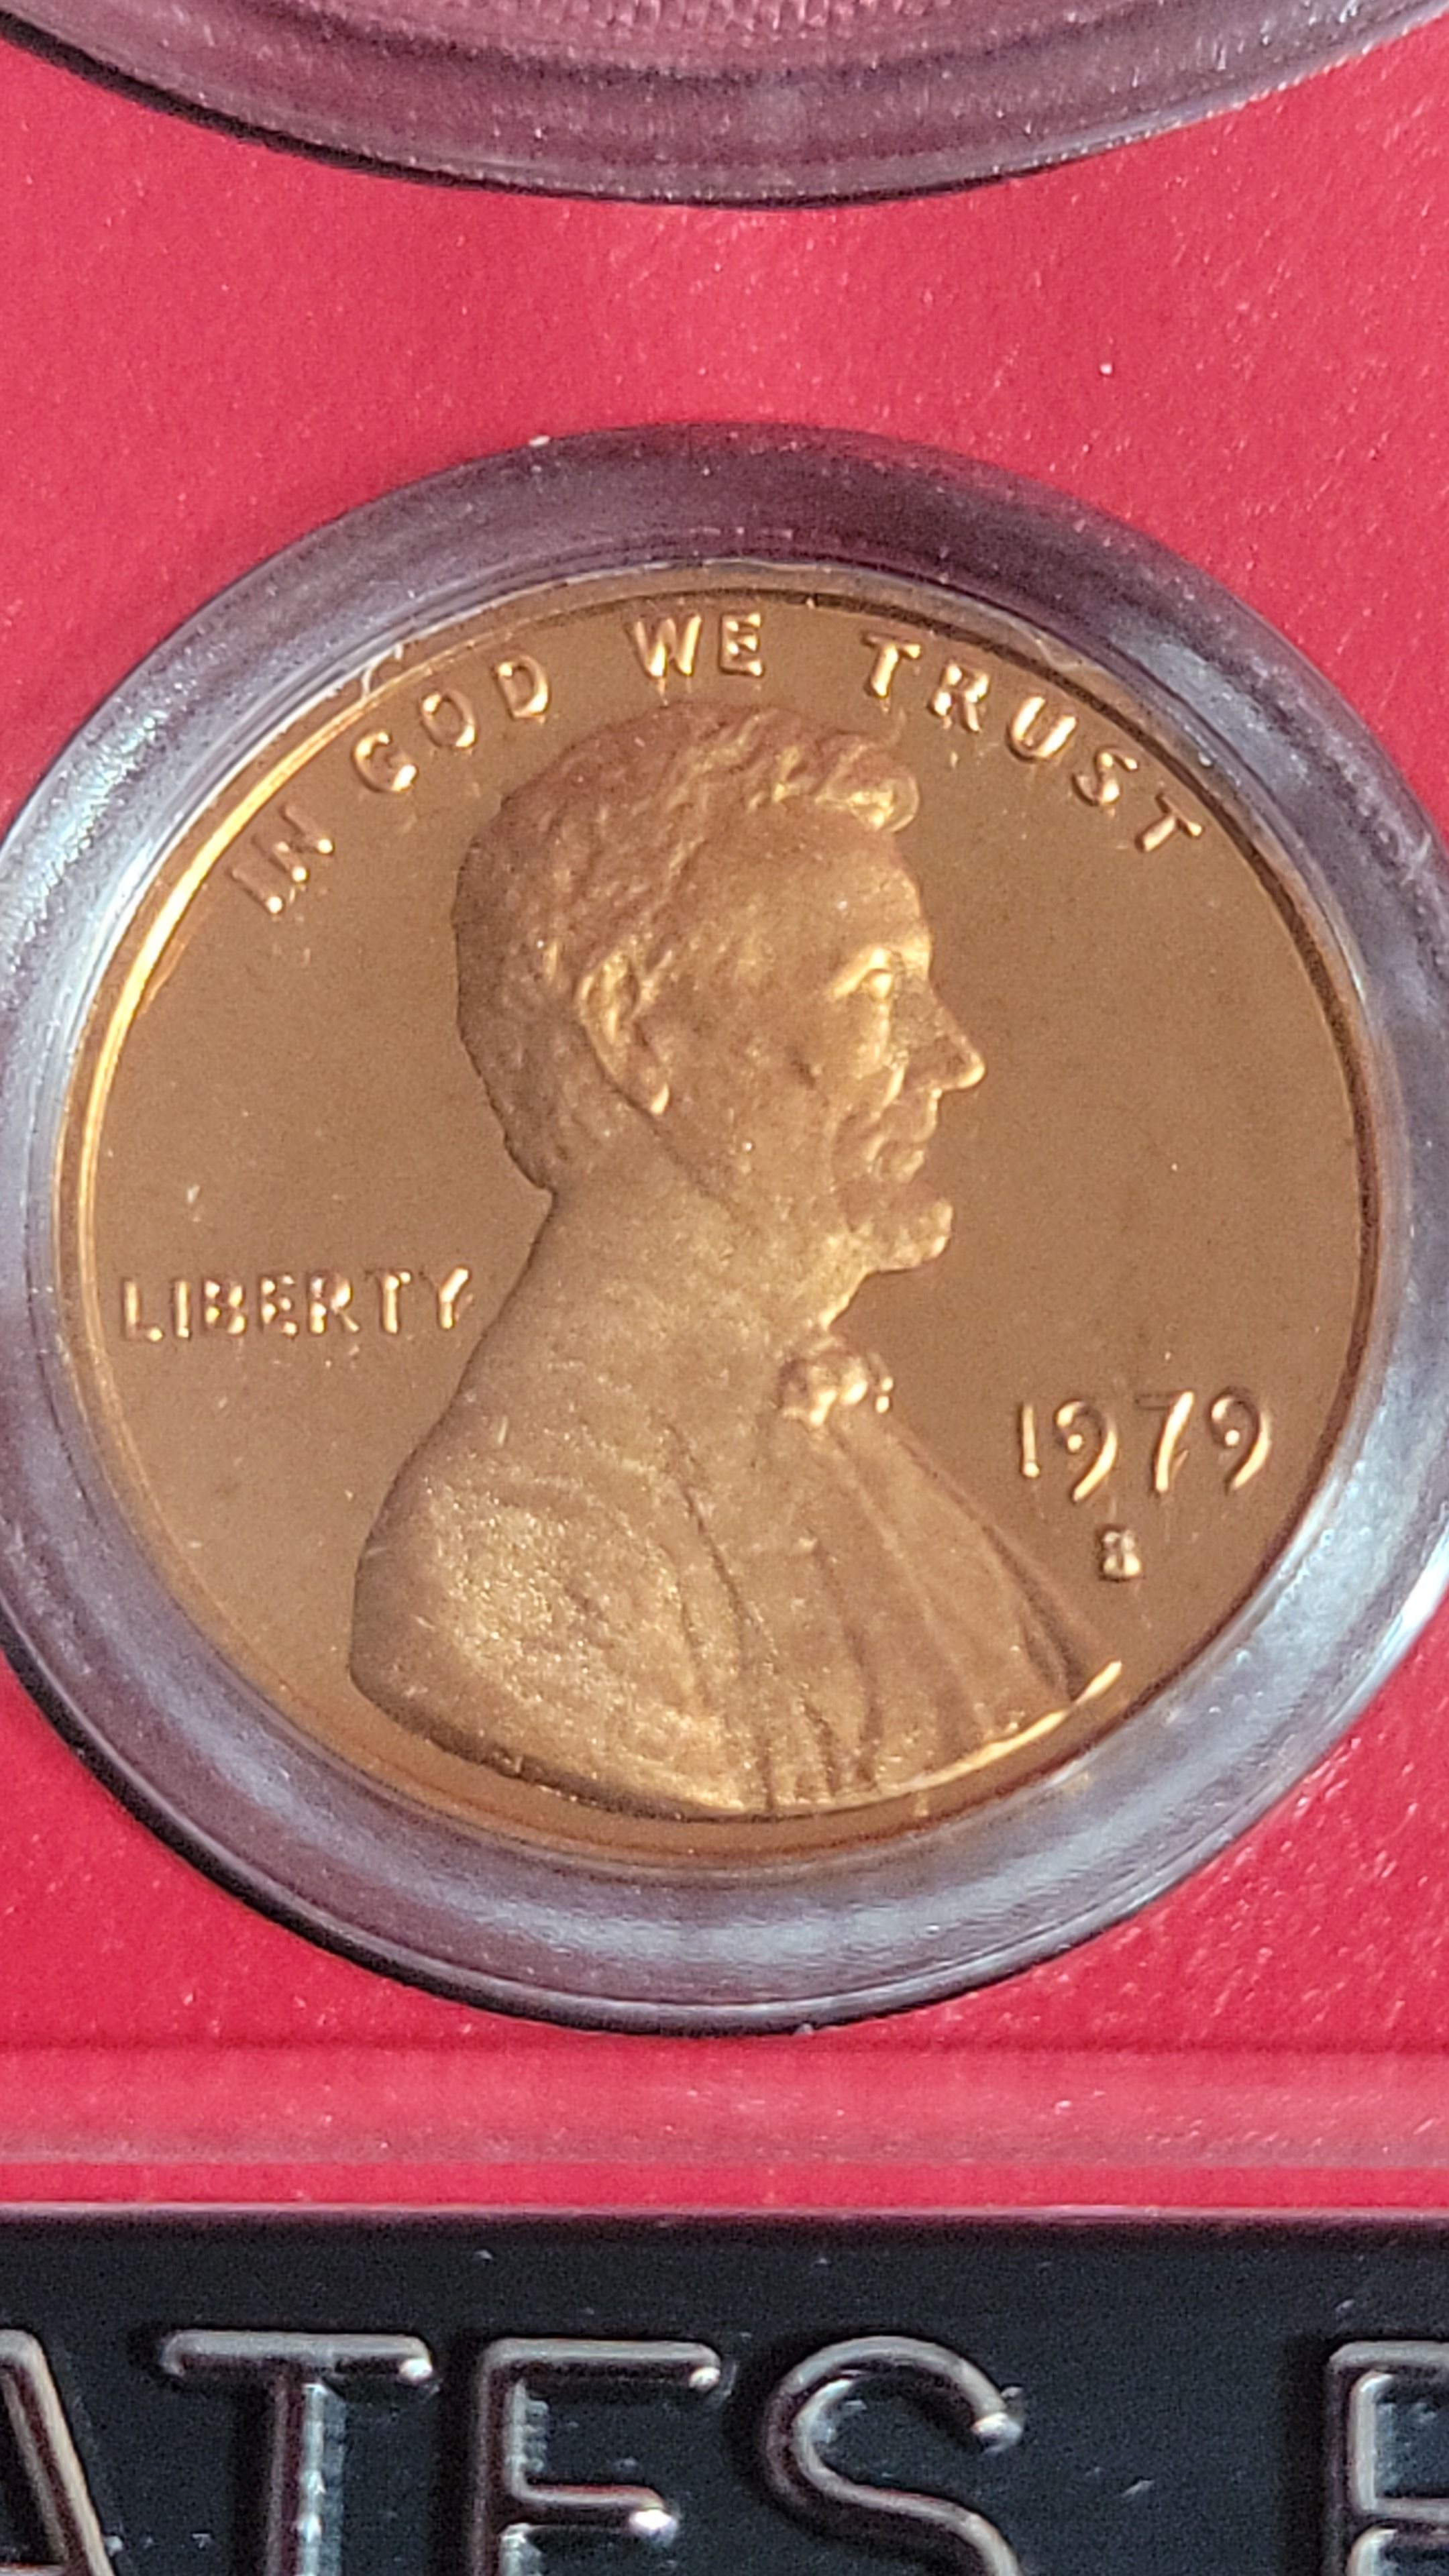 IN GOD WE TRUST
LIBERTY
1979
S
ATES P